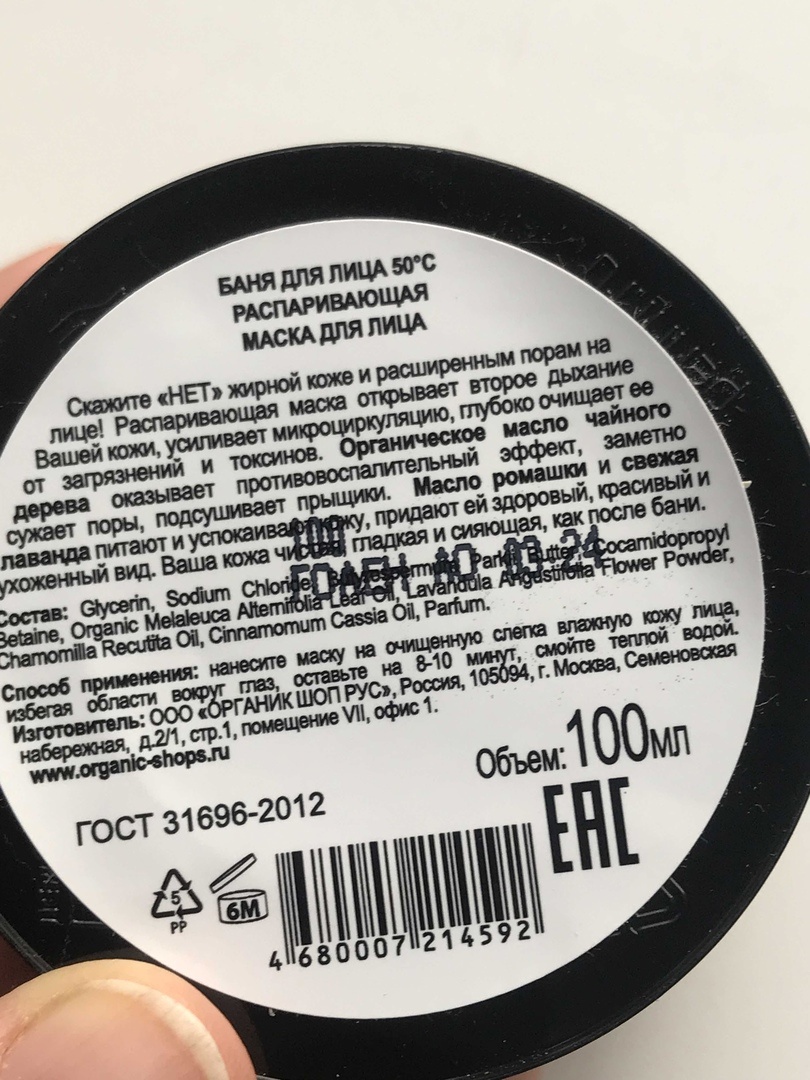 БАНЯ ДЛЯ ЛИЦА 50°C
РАСПАРИВАЮЩАЯ
МАСКА ДЛЯ ЛИЦА
Скажите «НЕТ» жирной коже и расширенным порам на
лице! Распаривающая маска открывает второе дыхание
Вашей кожи, усиливает микроциркуляцию, глубоко очищает ее
от загрязнений и токсинов. Органическое масло чайного
дерева оказывает противовоспалительный эффект, заметно
сужает поры, подсушивает прыщики. Масло ромашки и свежая
лаванда питают и успокаивают кожу, придают ей здоровый, красивый и
ухоженный вид. Ваша кожа чистая, гладкая и сияющая, как после бани.
100
ГОДЕН ДО 03 24
Состав: Glycerin, Sodium Chloride, Parkii Butter, Cocamidopropyl
Betaine, Organic Melaleuca Alternifolia Leaf Oil, Lavandula Angustifolia Flower Powder,
Chamomilla Recutita Oil, Cinnamomum Cassia Oil, Parfum.
Способ применения: нанесите маску на очищенную слегка влажную кожу лица,
избегая области вокруг глаз, оставьте на 8-10 минут, смойте теплой водой.
Изготовитель: ООО «ОРГАНИК ШОП РУС», Россия, 105094, г. Москва, Семеновская
набережная, д.2/1, стр.1, помещение VII, офис 1.
www.organic-shops.ru
Объем: 100мл
ГОСТ 31696-2012
EAC
5
PP
6M
4 680007 214592